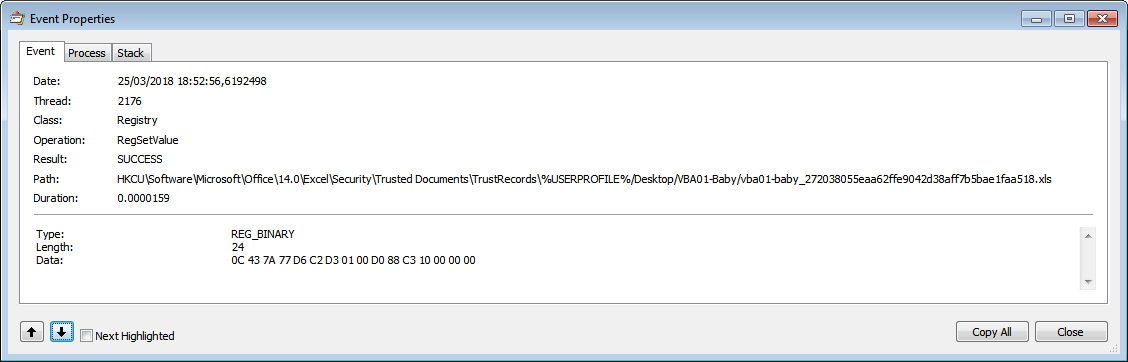 Event Properties
Event Process Stack
Date: 25/03/2018 18:52:56,6192498
Thread: 2176
Class: Registry
Operation: RegSetValue
Result: SUCCESS
Path: HKCU\Software\Microsoft\Office\14.0\Excel\Security\Trusted Documents\TrustRecords\%USERPROFILE%/Desktop/VBA01-Baby/vba01-baby_272038055eaa62ffe9042d38aff7b5bae1faa518.xls
Duration: 0.0000159
Type: REG_BINARY
Length: 24
Data: 0C 43 7A 77 D6 C2 D3 01 00 D0 88 C3 10 00 00 00
Next Highlighted Copy All Close